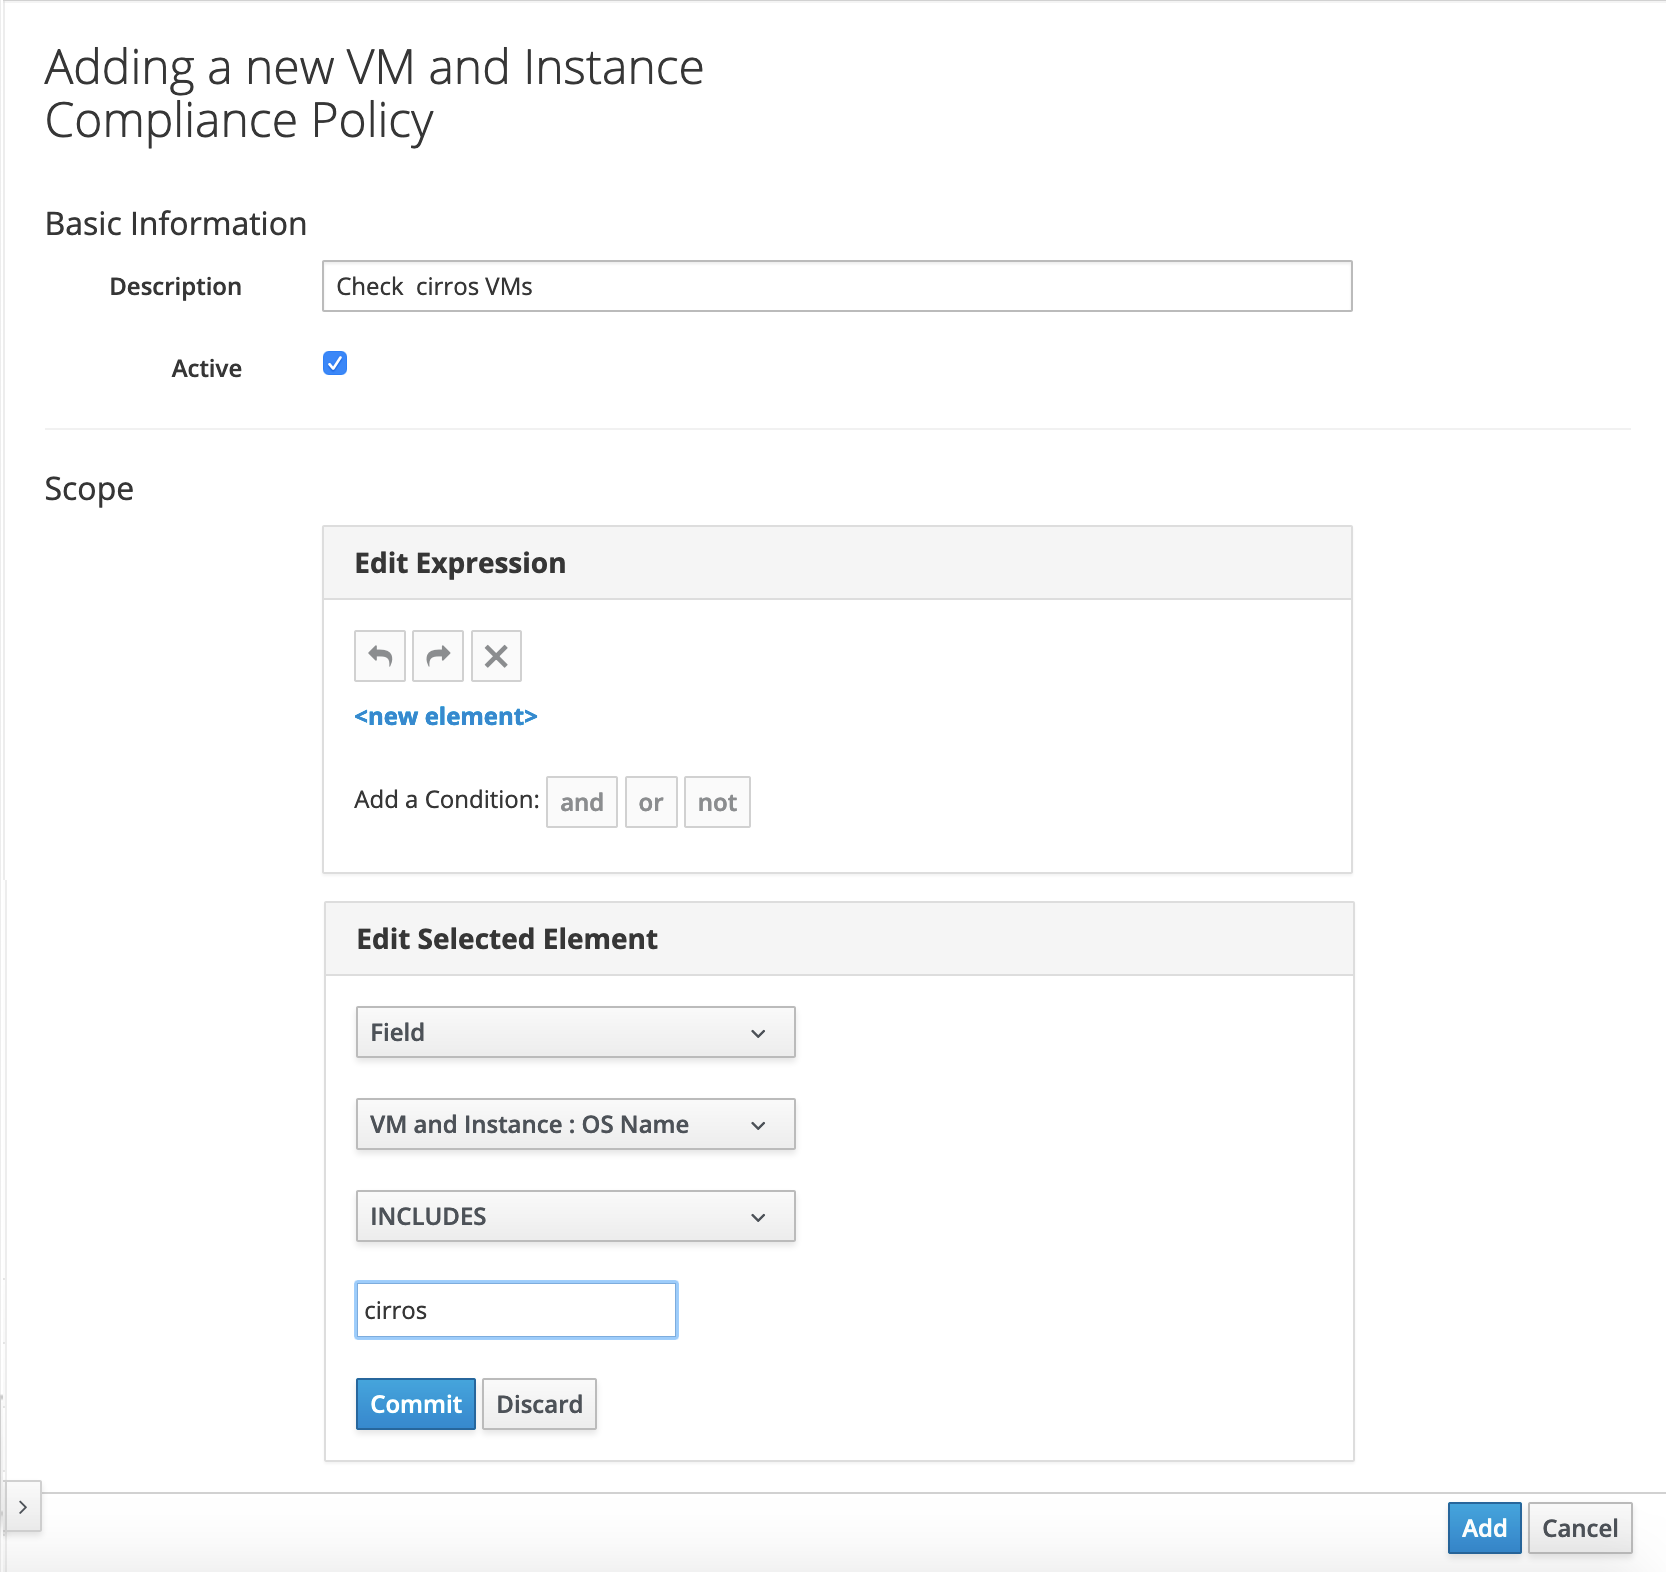 Adding a new VM and Instance
Compliance Policy
Basic Information
Description
Check  cirros VMs
Active
Scope
Edit Expression
<new element>
Add a Condition: and or not
Edit Selected Element
Field
VM and Instance : OS Name
INCLUDES
cirros
Commit Discard
Add Cancel